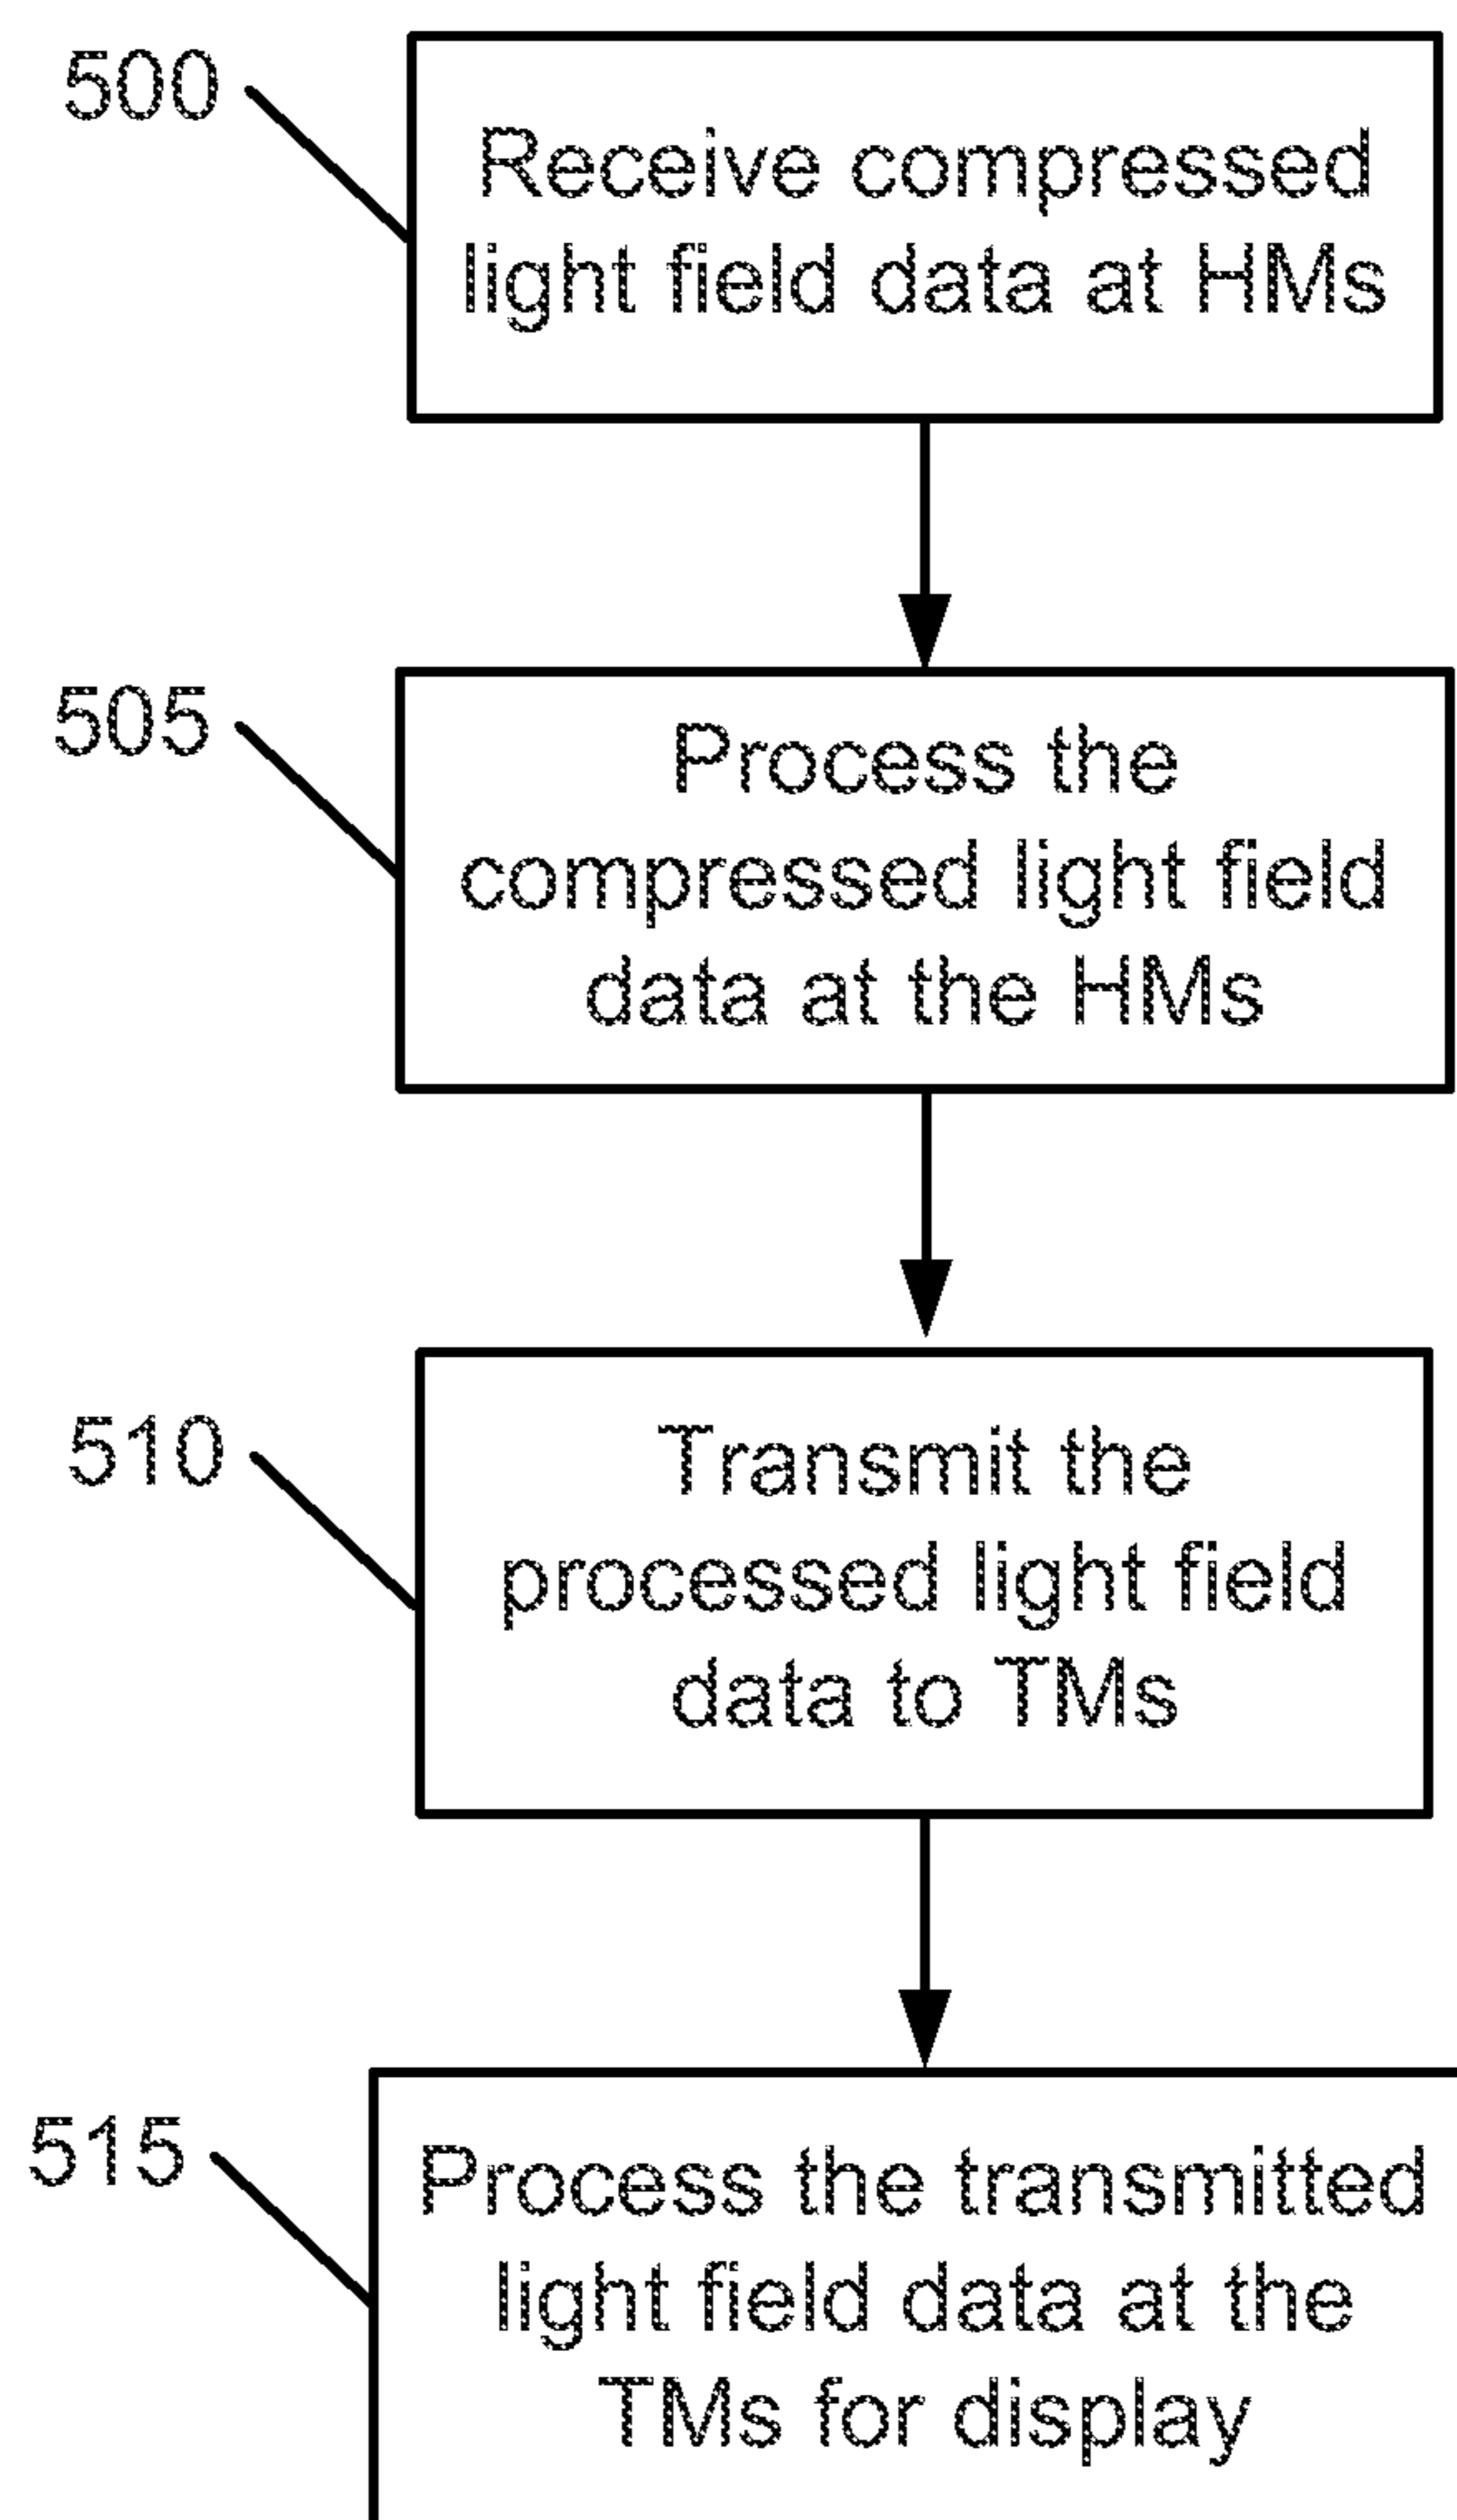 500
Receive compressed
light field data at HMs
505
Process the
compressed light field
data at the HMs
510
Transmit the
processed light field
data to TMs
515
Process the transmitted
light field data at the
TMs for display